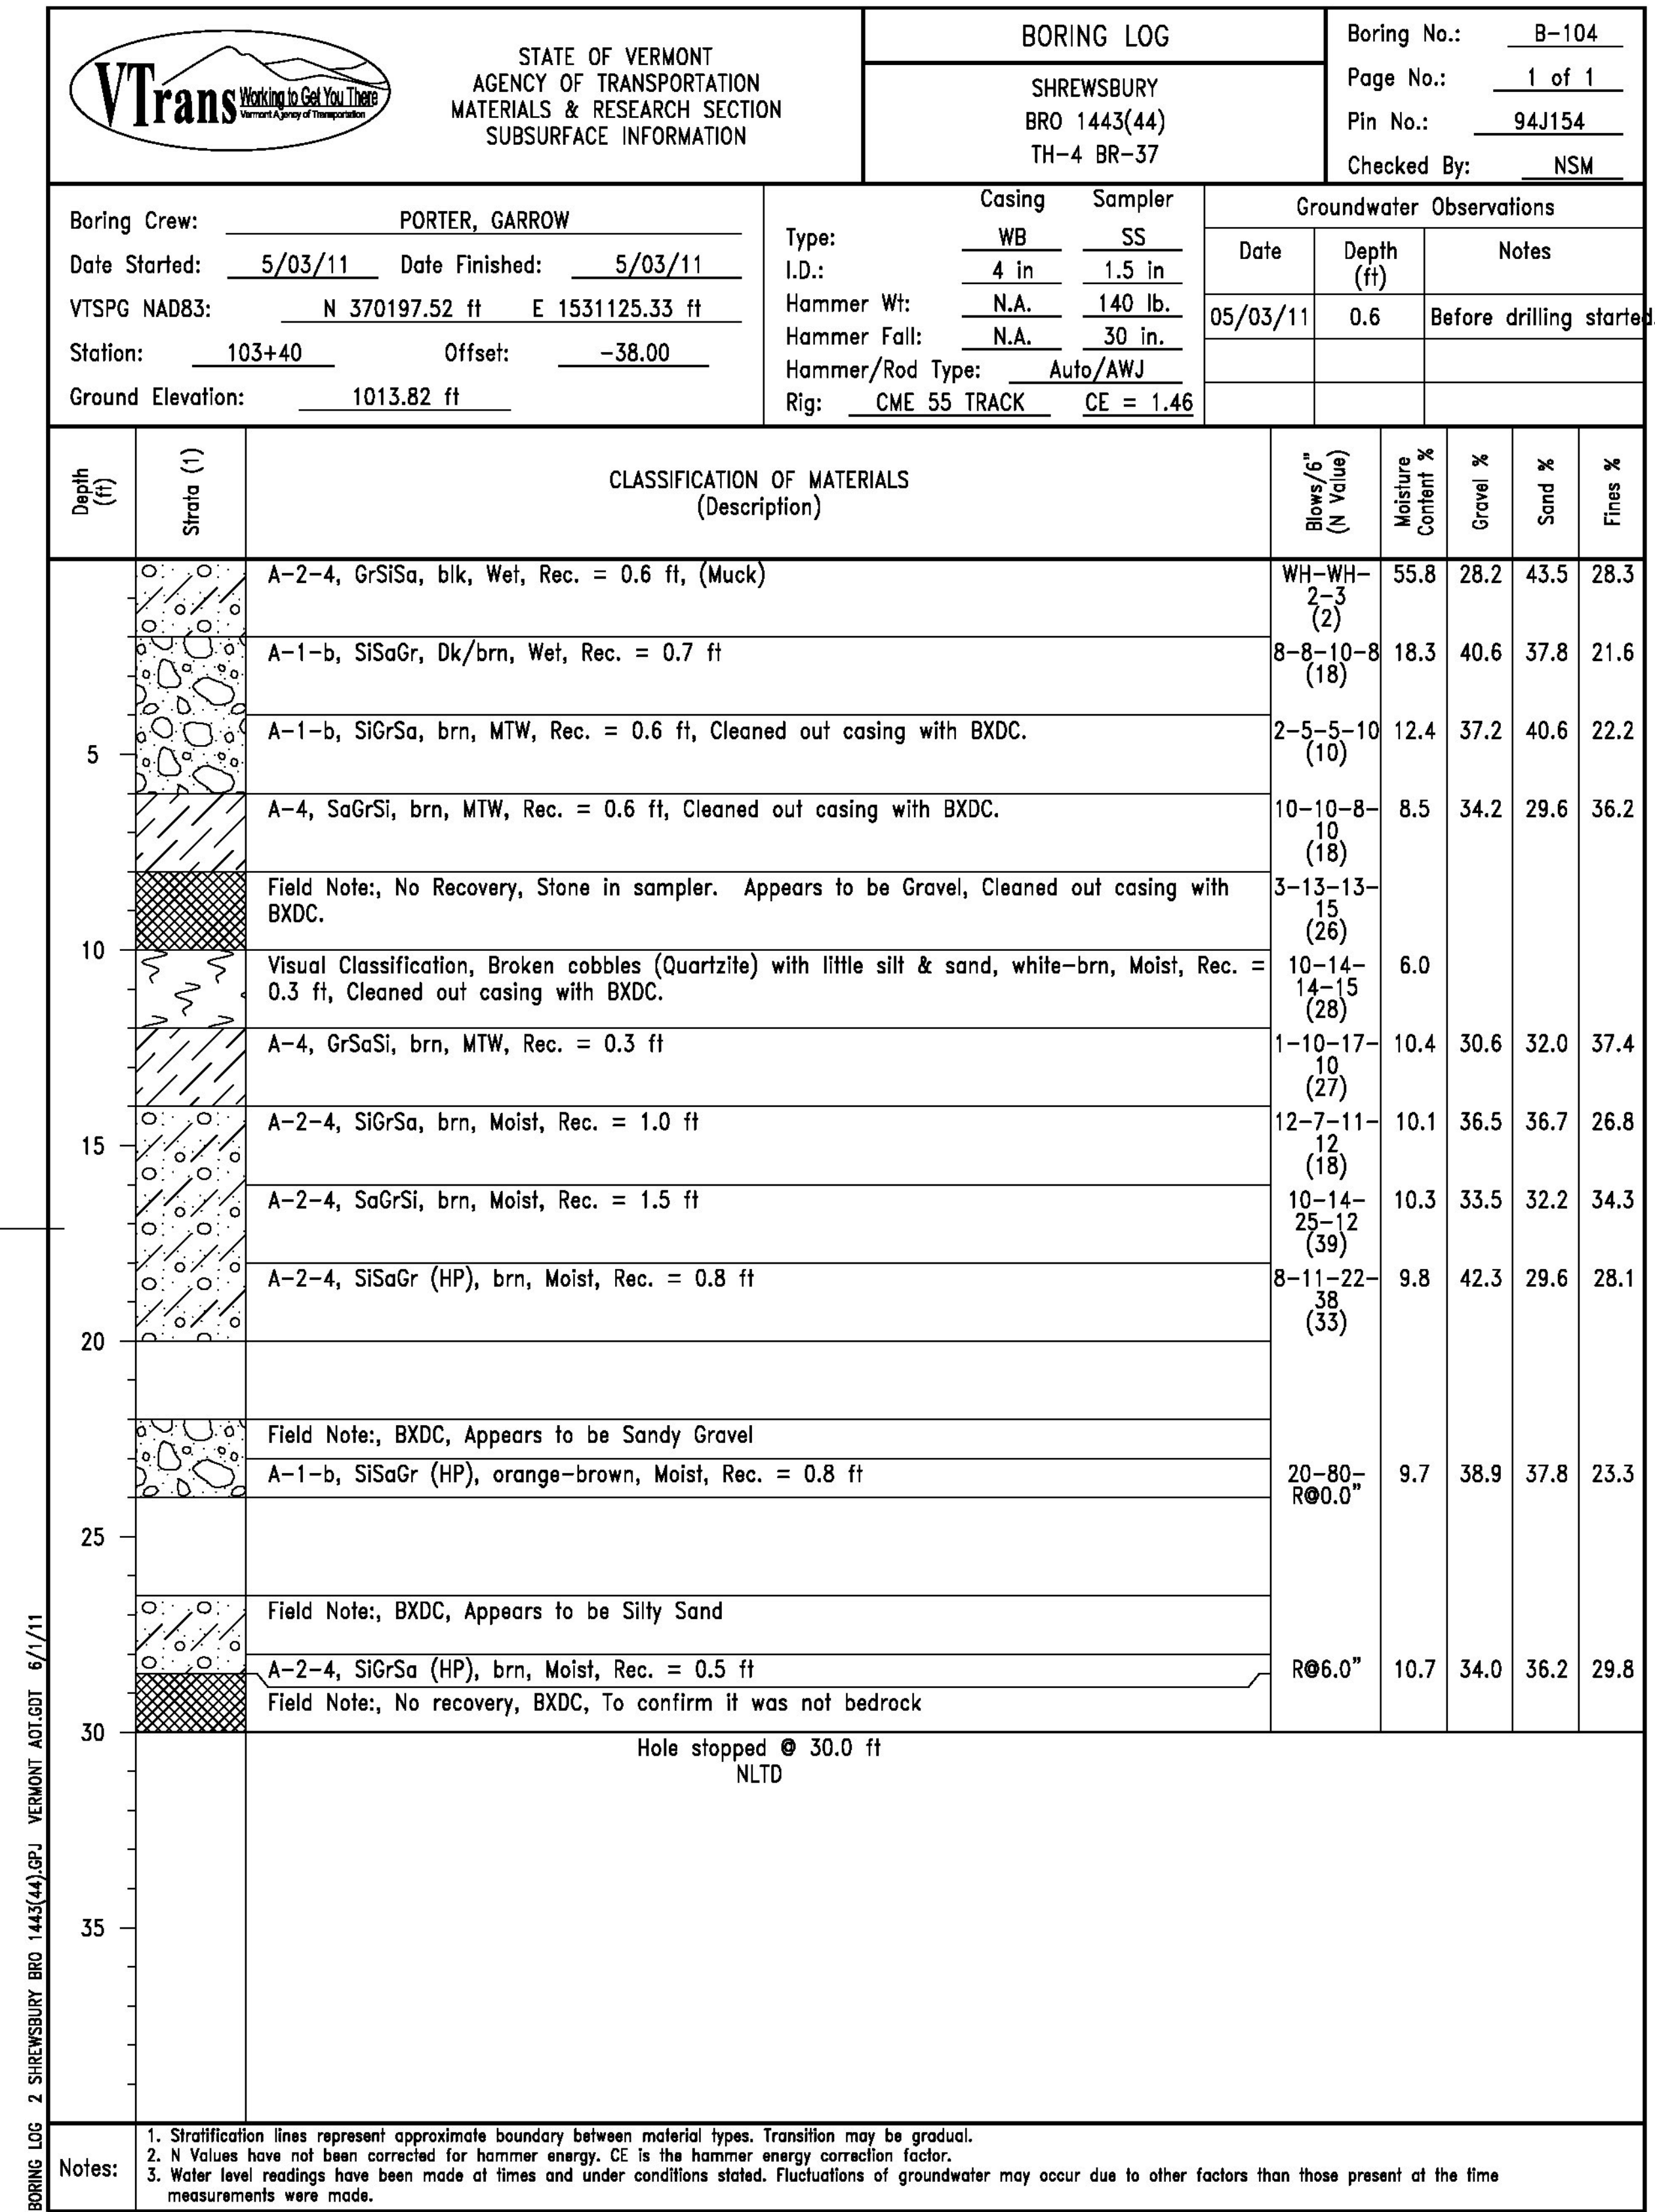 VTrans Working to Get You There
Vermont Agency of Transportation
STATE OF VERMONT
AGENCY OF TRANSPORTATION
MATERIALS & RESEARCH SECTION
SUBSURFACE INFORMATION
BORING LOG
SHREWSBURY
BRO 1443(44)
TH-4 BR-37
Boring No.: B-104
Page No.: 1 of 1
Pin No.: 94J154
Checked By: NSM
Boring Crew: PORTER, GARROW
Date Started: 5/03/11 Date Finished: 5/03/11
VTSPG NAD83: N 370197.52 ft E 1531125.33 ft
Station: 103+40 Offset: -38.00
Ground Elevation: 1013.82 ft
Casing Sampler
Type: WB SS
I.D.: 4 in 1.5 in
Hammer Wt: N.A. 140 lb.
Hammer Fall: N.A. 30 in.
Hammer/Rod Type: Auto/AWJ
Rig: CME 55 TRACK CE = 1.46
Groundwater Observations
Date Depth (ft) Notes
05/03/11 0.6 Before drilling started.
Depth (ft)
Strata (1)
CLASSIFICATION OF MATERIALS
(Description)
Blows/6"
(N Value)
Moisture
Content %
Gravel %
Sand %
Fines %
A-2-4, GrSiSa, blk, Wet, Rec. = 0.6 ft, (Muck) WH-WH- 55.8 28.2 43.5 28.3
2-3
(2)
A-1-b, SiSaGr, Dk/brn, Wet, Rec. = 0.7 ft 8-8-10-8 18.3 40.6 37.8 21.6
(18)
A-1-b, SiGrSa, brn, MTW, Rec. = 0.6 ft, Cleaned out casing with BXDC. 2-5-5-10 12.4 37.2 40.6 22.2
5 (10)
A-4, SaGrSi, brn, MTW, Rec. = 0.6 ft, Cleaned out casing with BXDC. 10-10-8- 8.5 34.2 29.6 36.2
10
(18)
Field Note:, No Recovery, Stone in sampler. Appears to be Gravel, Cleaned out casing with 3-13-13-
BXDC. 15
(26)
10
Visual Classification, Broken cobbles (Quartzite) with little silt & sand, white-brn, Moist, Rec. = 10-14- 6.0
0.3 ft, Cleaned out casing with BXDC. 14-15
(28)
A-4, GrSaSi, brn, MTW, Rec. = 0.3 ft 1-10-17- 10.4 30.6 32.0 37.4
10
(27)
A-2-4, SiGrSa, brn, Moist, Rec. = 1.0 ft 12-7-11- 10.1 36.5 36.7 26.8
15 12
(18)
A-2-4, SaGrSi, brn, Moist, Rec. = 1.5 ft 10-14- 10.3 33.5 32.2 34.3
25-12
(39)
A-2-4, SiSaGr (HP), brn, Moist, Rec. = 0.8 ft 8-11-22- 9.8 42.3 29.6 28.1
38
(33)
20
Field Note:, BXDC, Appears to be Sandy Gravel
A-1-b, SiSaGr (HP), orange-brown, Moist, Rec. = 0.8 ft 20-80- 9.7 38.9 37.8 23.3
R@0.0"
25
Field Note:, BXDC, Appears to be Silty Sand
A-2-4, SiGrSa (HP), brn, Moist, Rec. = 0.5 ft R@6.0" 10.7 34.0 36.2 29.8
Field Note:, No recovery, BXDC, To confirm it was not bedrock
30
Hole stopped @ 30.0 ft
NLTD
35
Notes:
1. Stratification lines represent approximate boundary between material types. Transition may be gradual.
2. N Values have not been corrected for hammer energy. CE is the hammer energy correction factor.
3. Water level readings have been made at times and under conditions stated. Fluctuations of groundwater may occur due to other factors than those present at the time
measurements were made.
BORING LOG 2 SHREWSBURY BRO 1443(44).GPJ VERMONT AOT.GDT 6/1/11